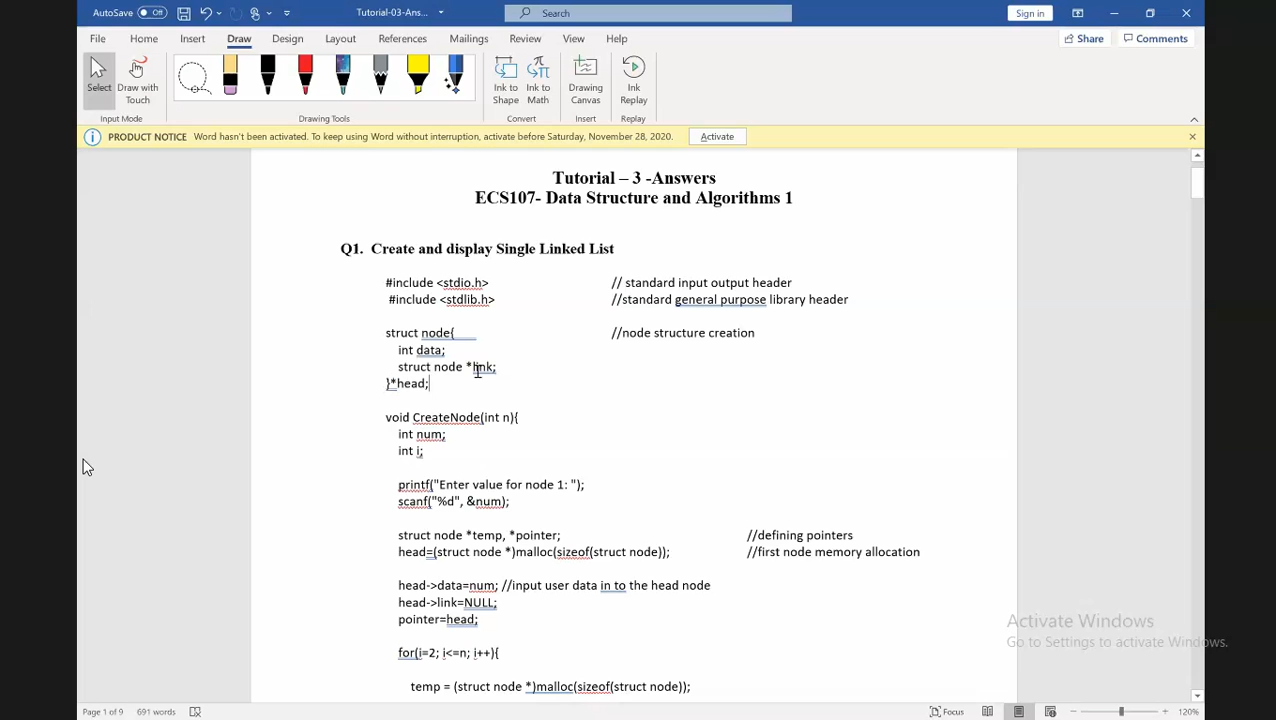 AutoSave Off Tutorial-03-Ans... Search Sign in
File Home Insert Draw Design Layout References Mailings Review View Help Share Comments
Select Draw with Touch Ink to Shape Ink to Math Drawing Canvas Ink Replay
Input Mode Drawing Tools Convert Insert Replay
PRODUCT NOTICE Word hasn't been activated. To keep using Word without interruption, activate before Saturday, November 28, 2020. Activate
Tutorial – 3 -Answers
ECS107- Data Structure and Algorithms 1
Q1. Create and display Single Linked List
#include <stdio.h> // standard input output header
#include <stdlib.h> //standard general purpose library header
struct node{ //node structure creation
int data;
struct node *link;
}*head;
void CreateNode(int n){
int num;
int i;
printf("Enter value for node 1: ");
scanf("%d", &num);
struct node *temp, *pointer; //defining pointers
head=(struct node *)malloc(sizeof(struct node)); //first node memory allocation
head->data=num; //input user data in to the head node
head->link=NULL;
pointer=head;
for(i=2; i<=n; i++){
temp = (struct node *)malloc(sizeof(struct node));
Activate Windows
Go to Settings to activate Windows.
Page 1 of 9 691 words Focus 120%